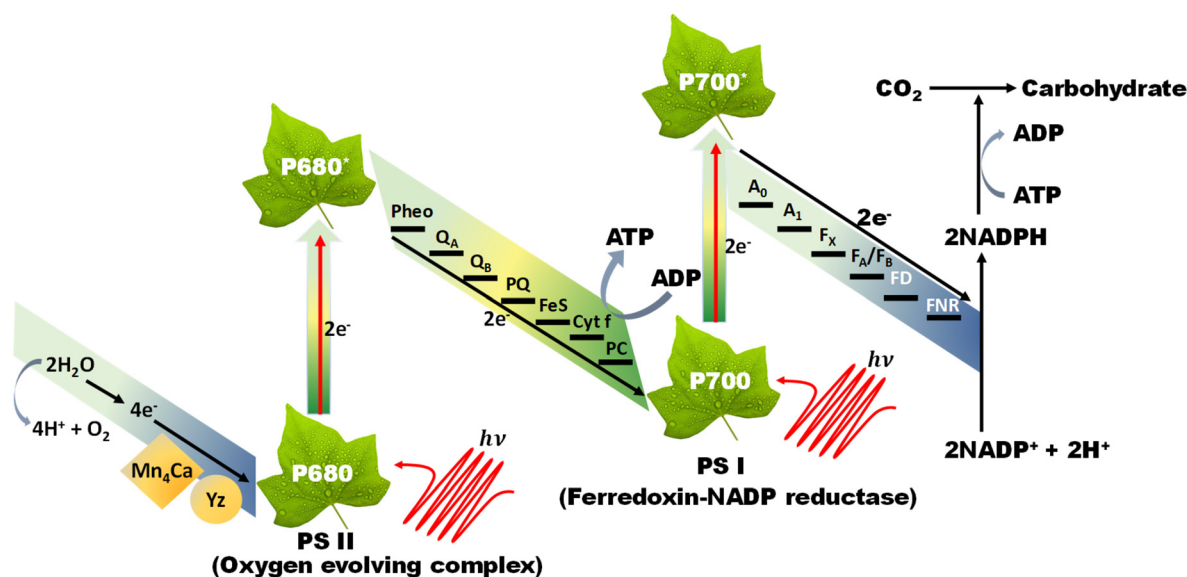 P700*
CO₂
Carbohydrate
ADP
ATP
P680*
Pheo
Q_A
Q_B
PQ
FeS
Cyt f
PC
2e⁻
ATP
ADP
2e⁻
A₀
A₁
F_X
F_A/F_B
FD
FNR
2e⁻
2NADPH
2e⁻
2H₂O
4e⁻
4H⁺ + O₂
Mn₄Ca
Yz
P680
hν
PS II
(Oxygen evolving complex)
P700
hν
PS I
(Ferredoxin-NADP reductase)
2NADP⁺ + 2H⁺